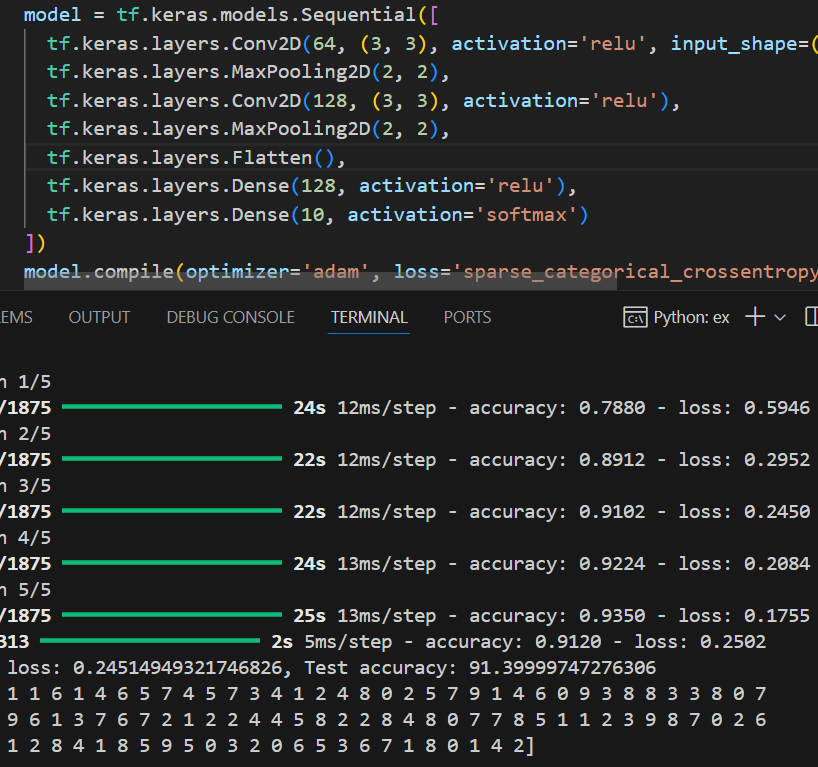 model = tf.keras.models.Sequential([
tf.keras.layers.Conv2D(64, (3, 3), activation='relu', input_shape=(
tf.keras.layers.MaxPooling2D(2, 2),
tf.keras.layers.Conv2D(128, (3, 3), activation='relu'),
tf.keras.layers.MaxPooling2D(2, 2),
tf.keras.layers.Flatten(),
tf.keras.layers.Dense(128, activation='relu'),
tf.keras.layers.Dense(10, activation='softmax')
])
model.compile(optimizer='adam', loss='sparse_categorical_crossentropy
EMS OUTPUT DEBUG CONSOLE TERMINAL PORTS Python: ex
h 1/5
/1875 24s 12ms/step - accuracy: 0.7880 - loss: 0.5946
h 2/5
/1875 22s 12ms/step - accuracy: 0.8912 - loss: 0.2952
h 3/5
/1875 22s 12ms/step - accuracy: 0.9102 - loss: 0.2450
h 4/5
/1875 24s 13ms/step - accuracy: 0.9224 - loss: 0.2084
h 5/5
/1875 25s 13ms/step - accuracy: 0.9350 - loss: 0.1755
313 2s 5ms/step - accuracy: 0.9120 - loss: 0.2502
loss: 0.24514949321746826, Test accuracy: 91.39999747276306
1 1 6 1 4 6 5 7 4 5 7 3 4 1 2 4 8 0 2 5 7 9 1 4 6 0 9 3 8 8 3 3 8 0 7
9 6 1 3 7 6 7 2 1 2 2 4 4 5 8 2 2 8 4 8 0 7 7 8 5 1 1 2 3 9 8 7 0 2 6
1 2 8 4 1 8 5 9 5 0 3 2 0 6 5 3 6 7 1 8 0 1 4 2]